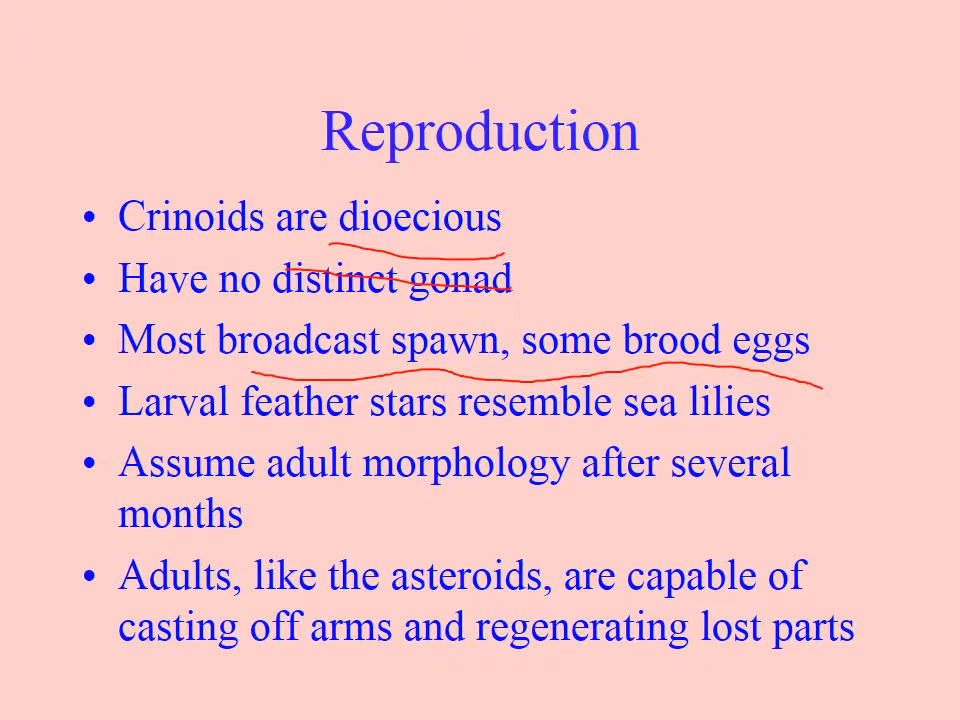 Reproduction
• Crinoids are dioecious
• Have no distinct gonad
• Most broadcast spawn, some brood eggs
• Larval feather stars resemble sea lilies
• Assume adult morphology after several
months
• Adults, like the asteroids, are capable of
casting off arms and regenerating lost parts